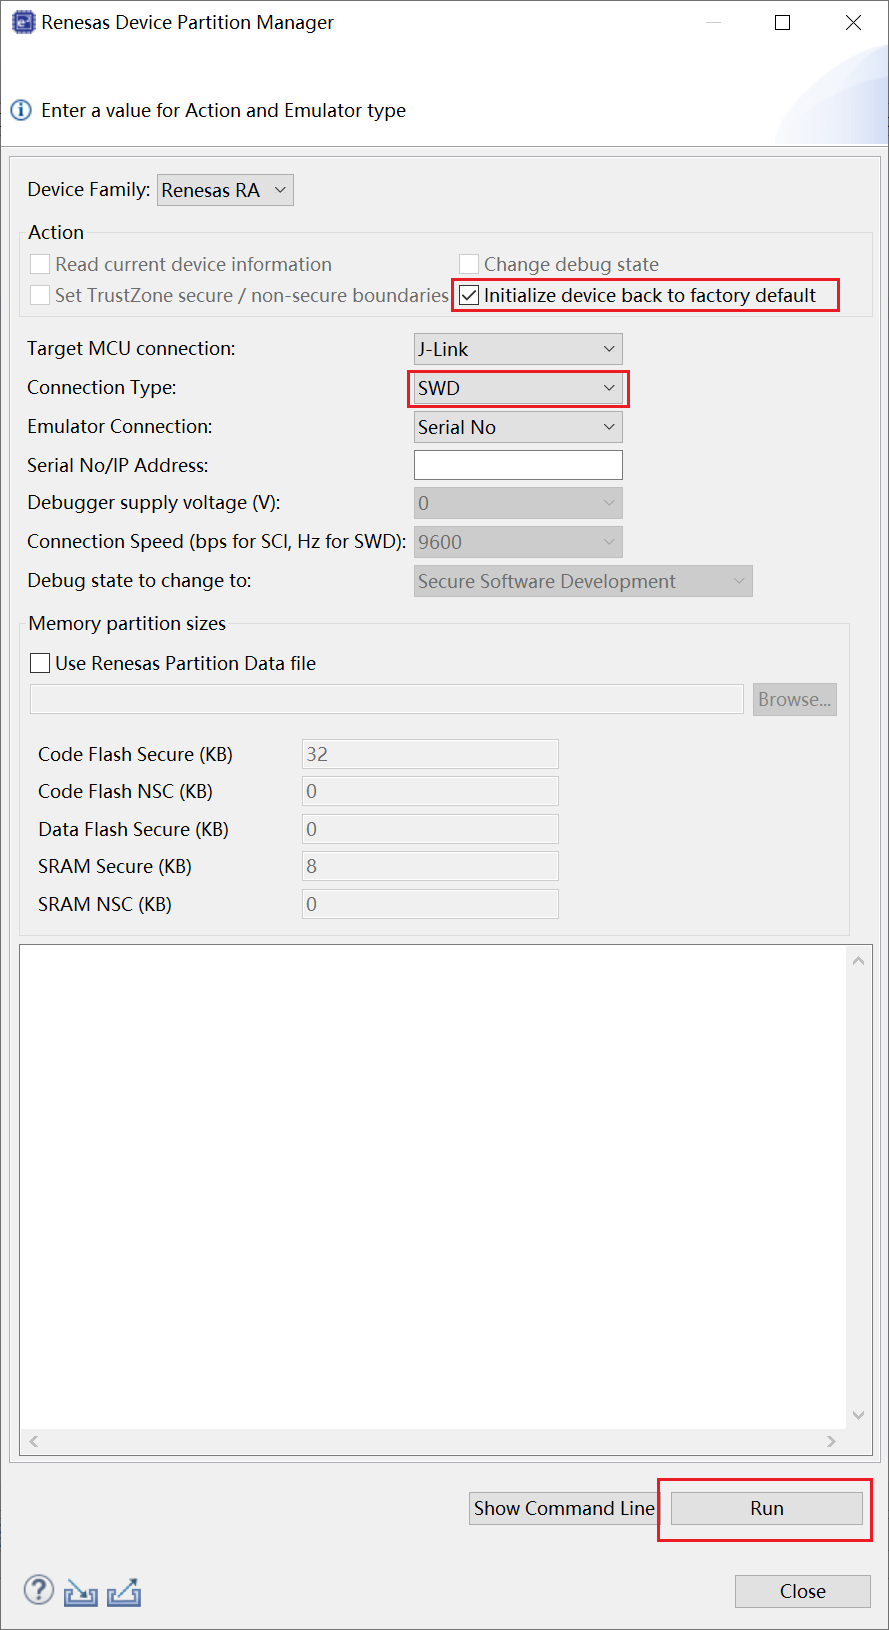 Renesas Device Partition Manager
Enter a value for Action and Emulator type
Device Family: Renesas RA
Action
Read current device information Change debug state
Set TrustZone secure / non-secure boundaries Initialize device back to factory default
Target MCU connection: J-Link
Connection Type: SWD
Emulator Connection: Serial No
Serial No/IP Address:
Debugger supply voltage (V): 0
Connection Speed (bps for SCI, Hz for SWD): 9600
Debug state to change to: Secure Software Development
Memory partition sizes
Use Renesas Partition Data file
Browse...
Code Flash Secure (KB) 32
Code Flash NSC (KB) 0
Data Flash Secure (KB) 0
SRAM Secure (KB) 8
SRAM NSC (KB) 0
Show Command Line Run
Close